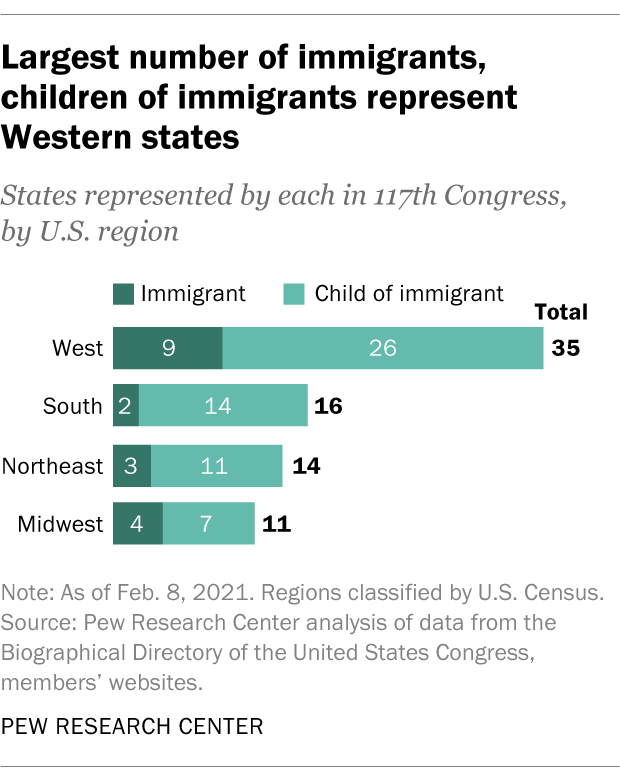 Largest number of immigrants,
children of immigrants represent
Western states
States represented by each in 117th Congress,
by U.S. region
Immigrant Child of immigrant
Total
West 9 26 35
South 2 14 16
Northeast 3 11 14
Midwest 4 7 11
Note: As of Feb. 8, 2021. Regions classified by U.S. Census.
Source: Pew Research Center analysis of data from the
Biographical Directory of the United States Congress,
members’ websites.
PEW RESEARCH CENTER